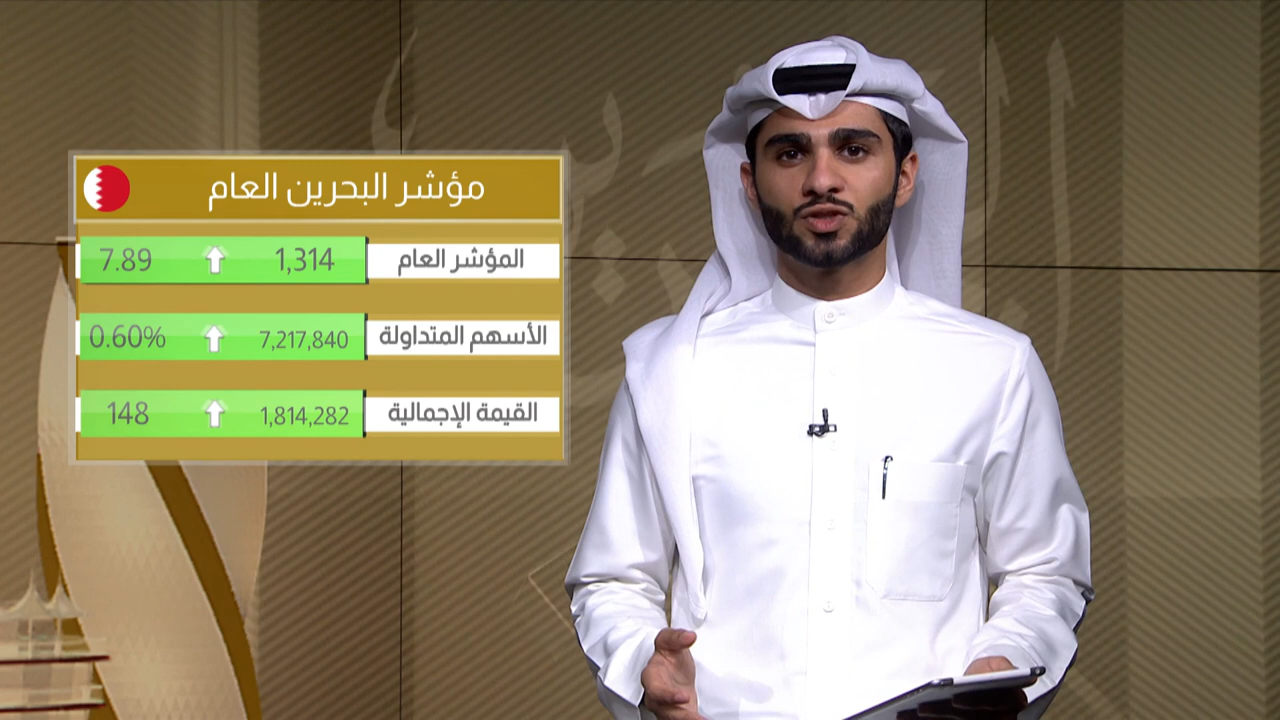 مؤشر البحرين العام
المؤشر العام 1,314 7.89
الأسهم المتداولة 7,217,840 0.60%
القيمة الإجمالية 1,814,282 148